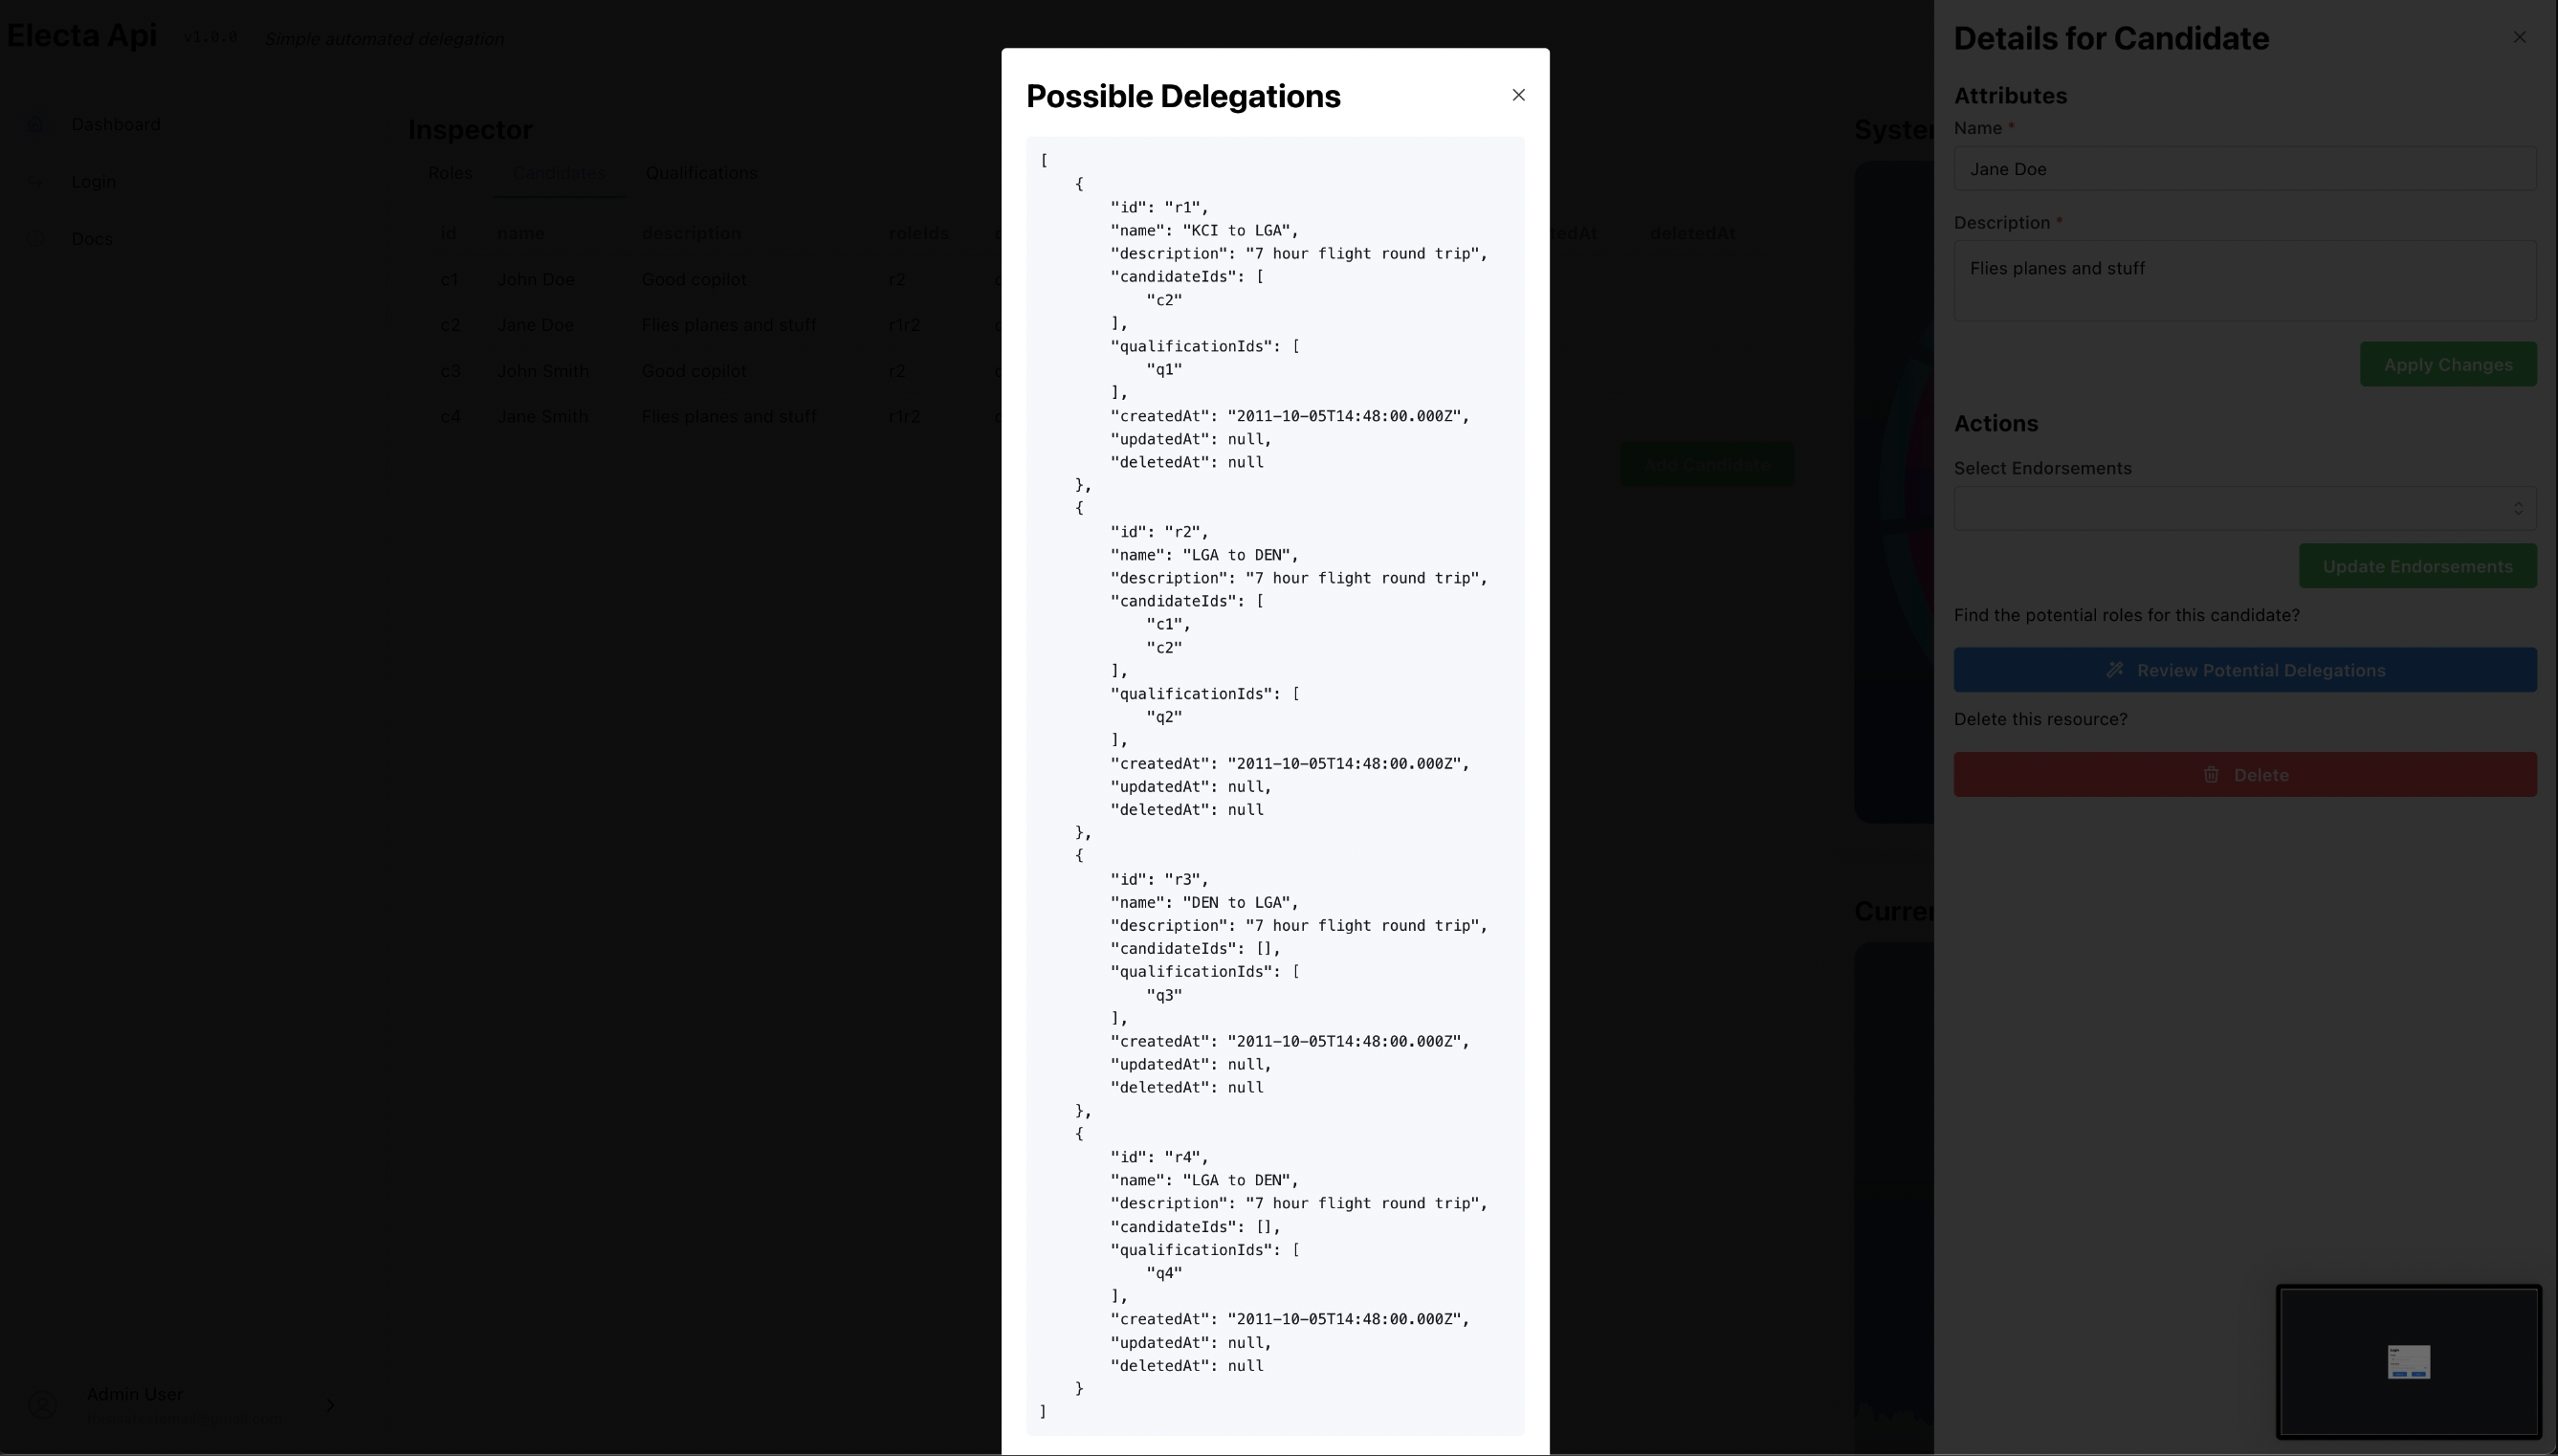 Electa Api v1.0.0 Simple automated delegation
Dashboard
Login
Docs
Inspector
Roles Candidates Qualifications
id name description roleIds
c1 John Doe Good copilot r2
c2 Jane Doe Flies planes and stuff r1r2
c3 John Smith Good copilot r2
c4 Jane Smith Flies planes and stuff r1r2
deletedAt
Add Candidate
Admin User
Possible Delegations
[
{
"id": "r1",
"name": "KCI to LGA",
"description": "7 hour flight round trip",
"candidateIds": [
"c2"
],
"qualificationIds": [
"q1"
],
"createdAt": "2011-10-05T14:48:00.000Z",
"updatedAt": null,
"deletedAt": null
},
{
"id": "r2",
"name": "LGA to DEN",
"description": "7 hour flight round trip",
"candidateIds": [
"c1",
"c2"
],
"qualificationIds": [
"q2"
],
"createdAt": "2011-10-05T14:48:00.000Z",
"updatedAt": null,
"deletedAt": null
},
{
"id": "r3",
"name": "DEN to LGA",
"description": "7 hour flight round trip",
"candidateIds": [],
"qualificationIds": [
"q3"
],
"createdAt": "2011-10-05T14:48:00.000Z",
"updatedAt": null,
"deletedAt": null
},
{
"id": "r4",
"name": "LGA to DEN",
"description": "7 hour flight round trip",
"candidateIds": [],
"qualificationIds": [
"q4"
],
"createdAt": "2011-10-05T14:48:00.000Z",
"updatedAt": null,
"deletedAt": null
}
]
Details for Candidate
Attributes
Name *
Jane Doe
Description *
Flies planes and stuff
Apply Changes
Actions
Select Endorsements
Update Endorsements
Find the potential roles for this candidate?
Review Potential Delegations
Delete this resource?
Delete